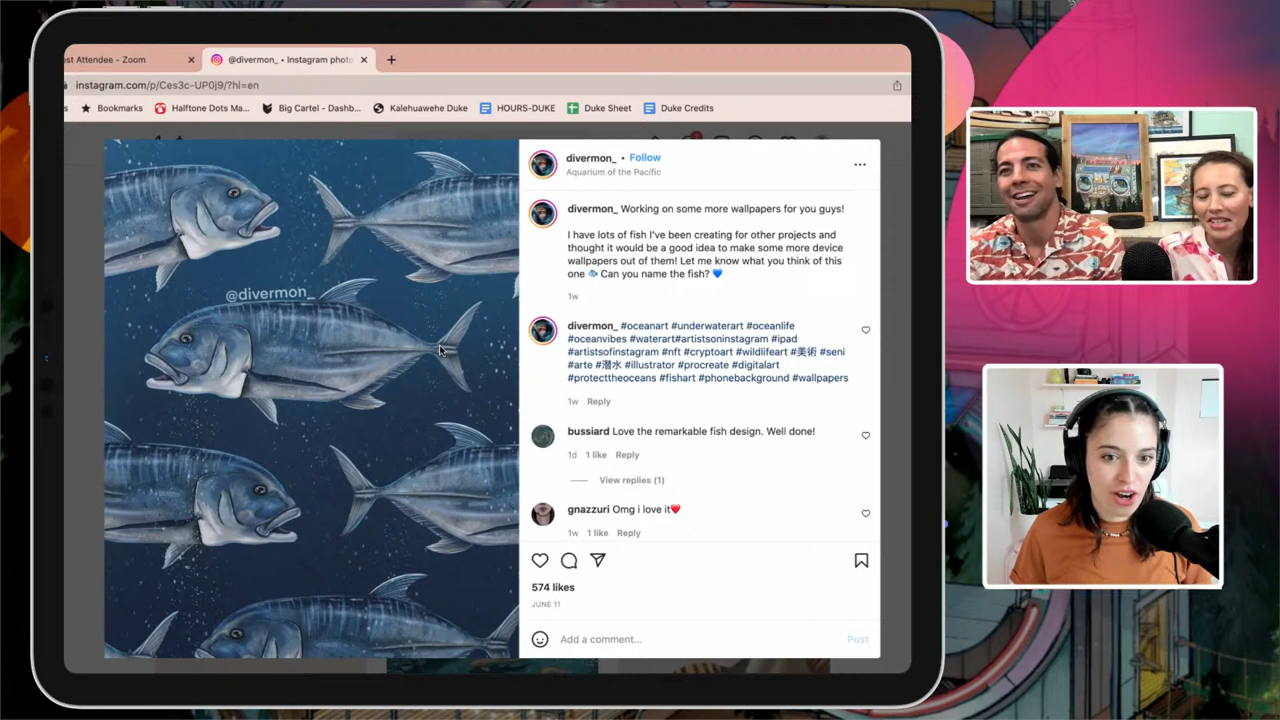 ost Attendee - Zoom
@divermon_ • Instagram photo
instagram.com/p/Ces3c-UP0j9/?hl=en
Bookmarks
Halftone Dots Ma...
Big Cartel - Dashb...
Kalehuawehe Duke
HOURS-DUKE
Duke Sheet
Duke Credits
@divermon_
divermon_ • Follow
Aquarium of the Pacific
divermon_ Working on some more wallpapers for you guys!
I have lots of fish I've been creating for other projects and
thought it would be a good idea to make some more device
wallpapers out of them! Let me know what you think of this
one 🐟 Can you name the fish? 💙
1w
divermon_ #oceanart #underwaterart #oceanlife
#oceanvibes #waterart#artistsoninstagram #ipad
#artistsofinstagram #nft #cryptoart #wildlifeart #美術 #seni
#arte #潜水 #illustrator #procreate #digitalart
#protecttheoceans #fishart #phonebackground #wallpapers
1w Reply
bussiard Love the remarkable fish design. Well done!
1d 1 like Reply
View replies (1)
gnazzuri Omg i love it❤️
1w 1 like Reply
574 likes
JUNE 11
Add a comment...
Post